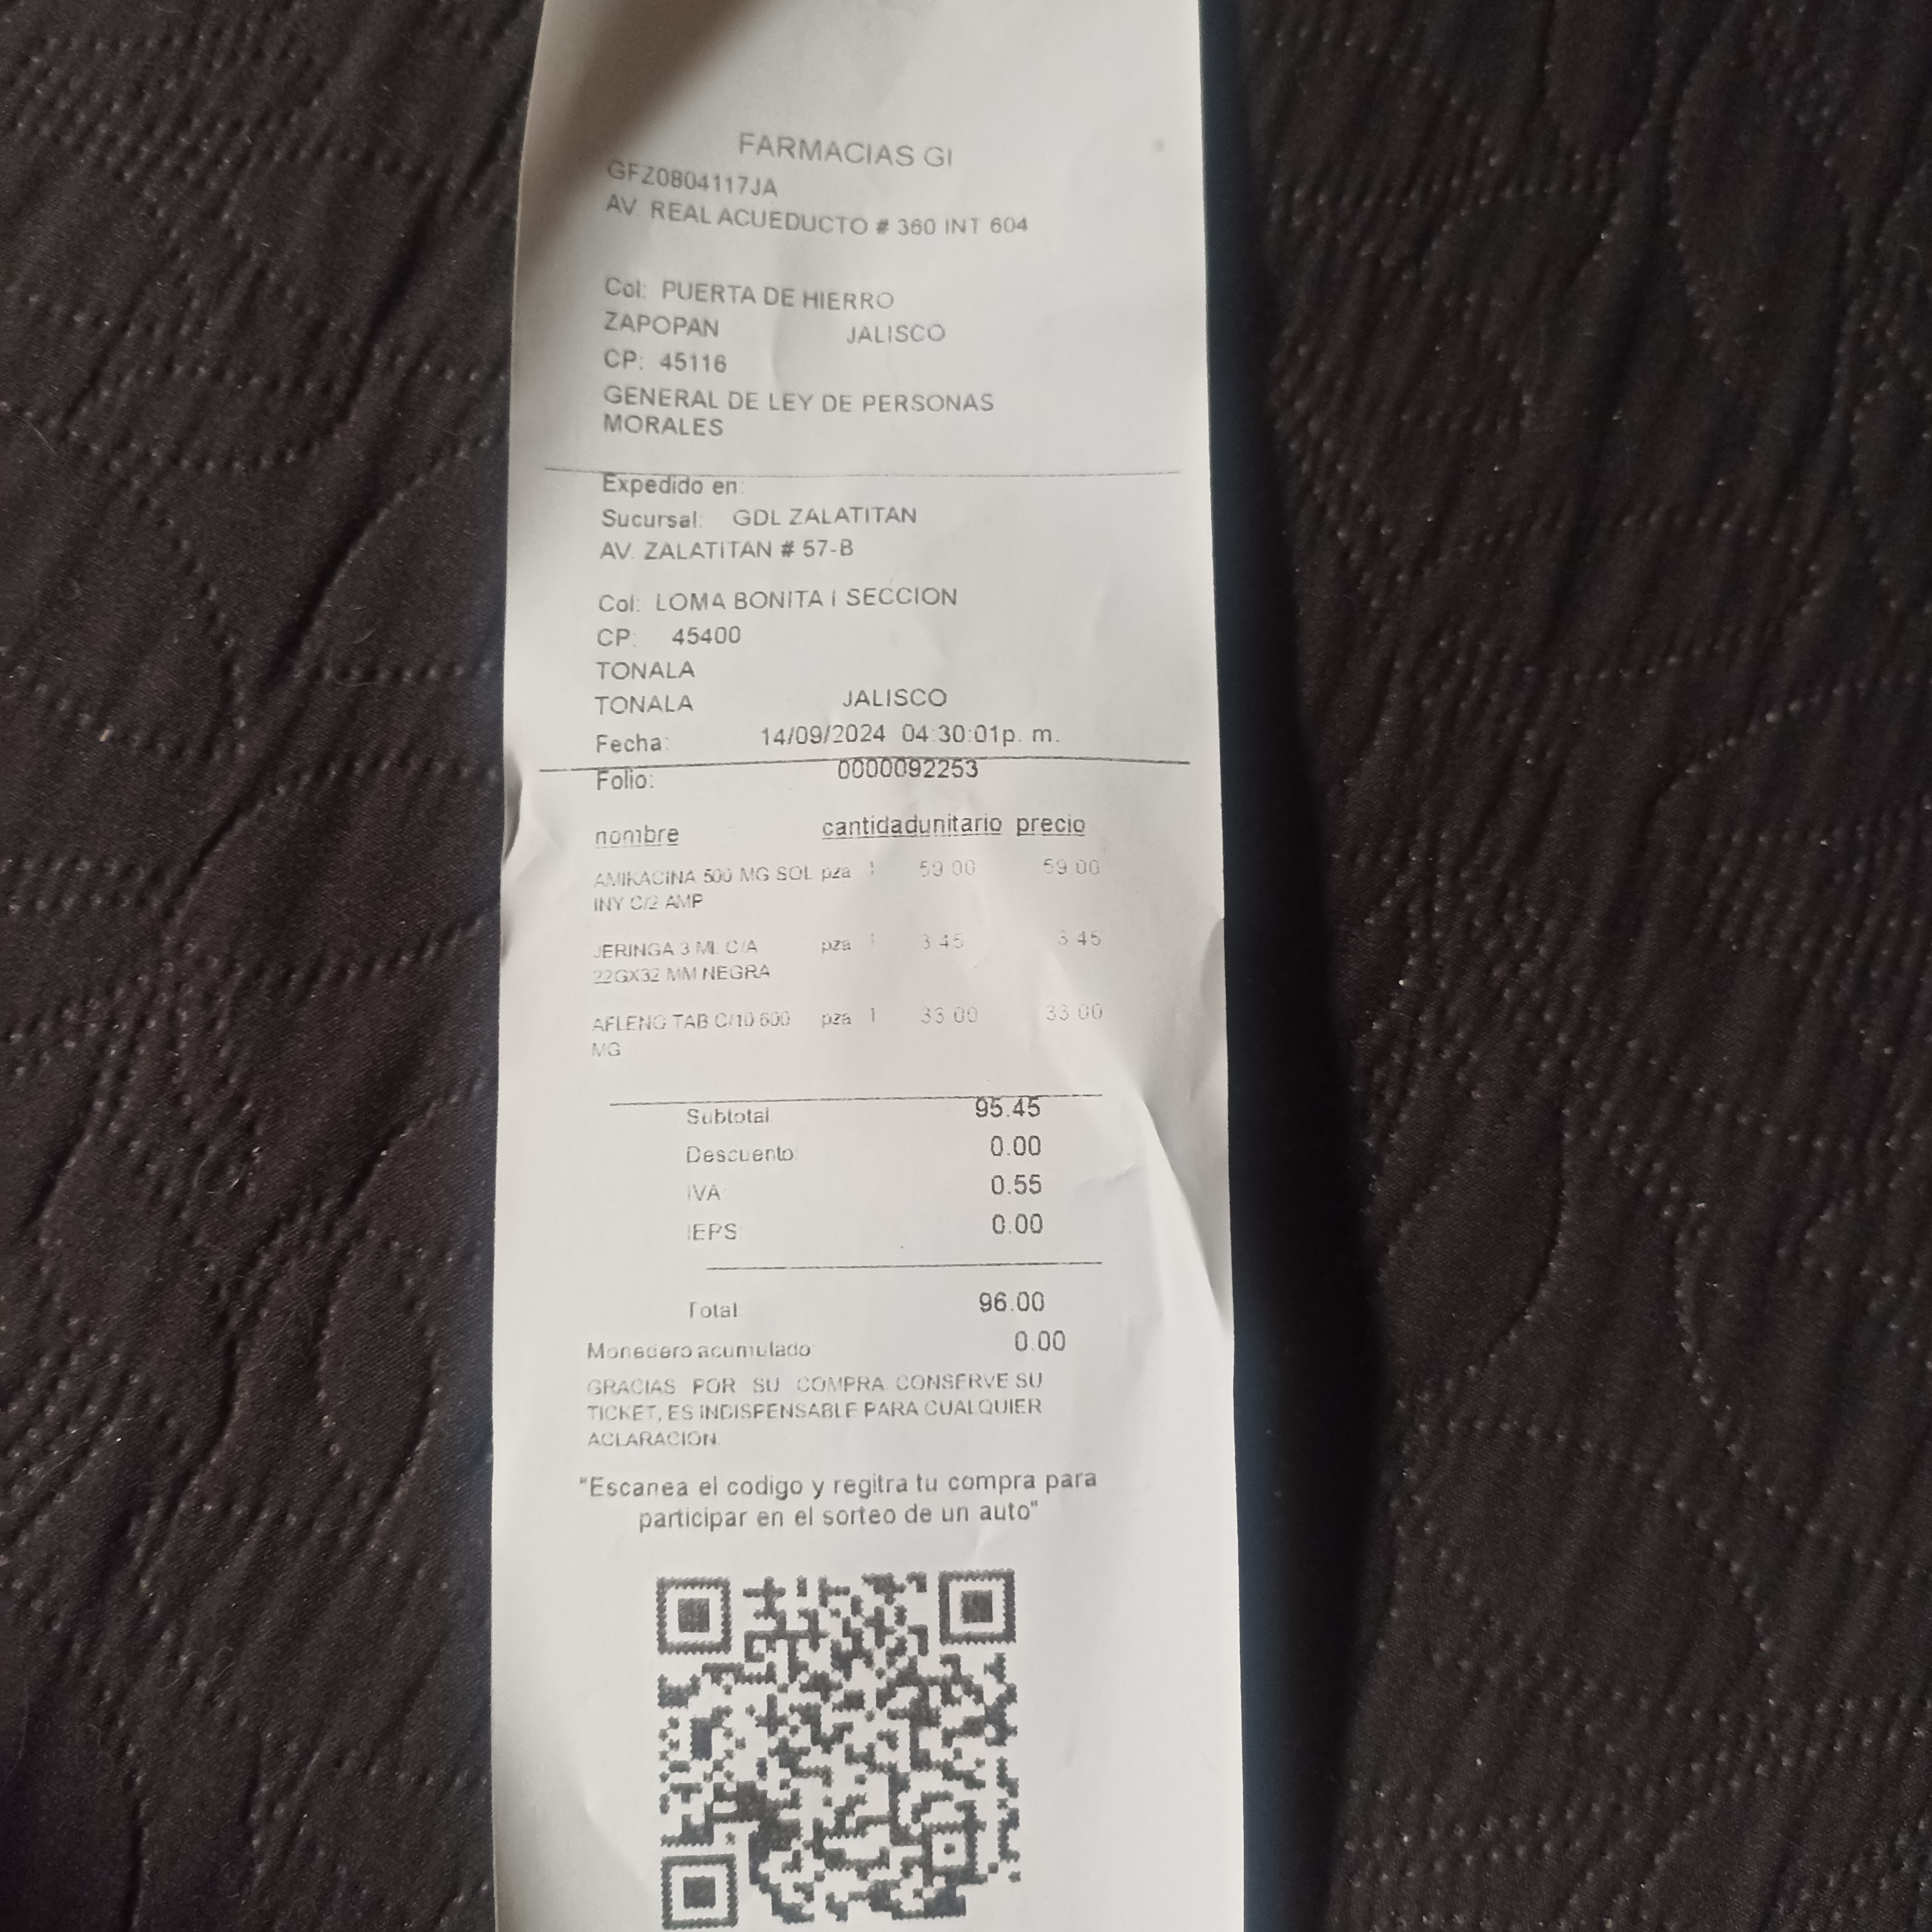 FARMACIAS GI
GFZ0804117JA
AV. REAL ACUEDUCTO # 360 INT 604
Col: PUERTA DE HIERRO
ZAPOPAN JALISCO
CP: 45116
GENERAL DE LEY DE PERSONAS
MORALES
Expedido en:
Sucursal: GDL ZALATITAN
AV. ZALATITAN # 57-B
Col: LOMA BONITA I SECCION
CP: 45400
TONALA
TONALA JALISCO
Fecha: 14/09/2024 04:30:01p. m.
Folio: 0000092253
nombre cantidadunitario precio
AMIKACINA 500 MG SOL pza 1 59.00 59.00
INY C/2 AMP
JERINGA 3 ML C/A pza 1 3.45 3.45
22GX32 MM NEGRA
AFLENG TAB C/10 600 pza 1 33.00 33.00
MG
Subtotal 95.45
Descuento 0.00
IVA: 0.55
IEPS 0.00
Total 96.00
Monedero acumulado 0.00
GRACIAS POR SU COMPRA CONSERVE SU
TICKET, ES INDISPENSABLE PARA CUALQUIER
ACLARACION.
"Escanea el codigo y regitra tu compra para
participar en el sorteo de un auto"